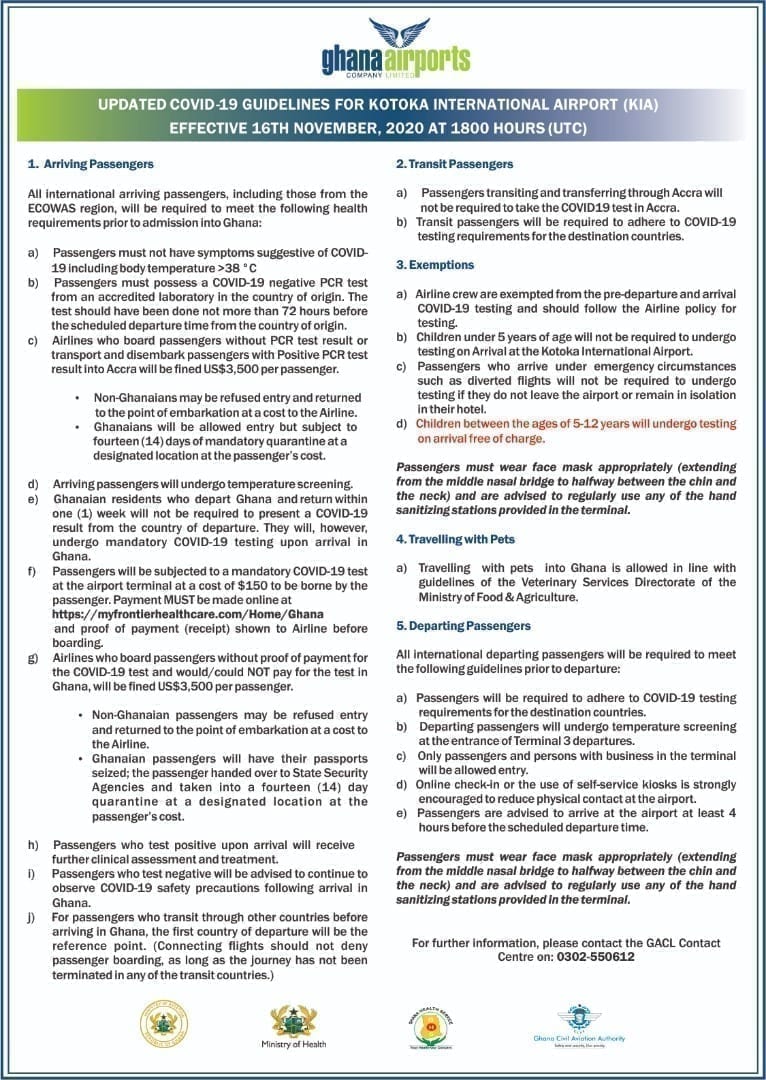 ghanaairports
COMPANY LIMITED
UPDATED COVID-19 GUIDELINES FOR KOTOKA INTERNATIONAL AIRPORT (KIA)
EFFECTIVE 16TH NOVEMBER, 2020 AT 1800 HOURS (UTC)
1. Arriving Passengers
All international arriving passengers, including those from the
ECOWAS region, will be required to meet the following health
requirements prior to admission into Ghana:
a) Passengers must not have symptoms suggestive of COVID-
19 including body temperature >38 °C
b) Passengers must possess a COVID-19 negative PCR test
from an accredited laboratory in the country of origin. The
test should have been done not more than 72 hours before
the scheduled departure time from the country of origin.
c) Airlines who board passengers without PCR test result or
transport and disembark passengers with Positive PCR test
result into Accra will be fined US$3,500 per passenger.
• Non-Ghanaians may be refused entry and returned
to the point of embarkation at a cost to the Airline.
• Ghanaians will be allowed entry but subject to
fourteen (14) days of mandatory quarantine at a
designated location at the passenger's cost.
d) Arriving passengers will undergo temperature screening.
e) Ghanaian residents who depart Ghana and return within
one (1) week will not be required to present a COVID-19
result from the country of departure. They will, however,
undergo mandatory COVID-19 testing upon arrival in
Ghana.
f) Passengers will be subjected to a mandatory COVID-19 test
at the airport terminal at a cost of $150 to be borne by the
passenger. Payment MUST be made online at
https://myfrontierhealthcare.com/Home/Ghana
and proof of payment (receipt) shown to Airline before
boarding.
g) Airlines who board passengers without proof of payment for
the COVID-19 test and would/could NOT pay for the test in
Ghana, will be fined US$3,500 per passenger.
• Non-Ghanaian passengers may be refused entry
and returned to the point of embarkation at a cost to
the Airline.
• Ghanaian passengers will have their passports
seized; the passenger handed over to State Security
Agencies and taken into a fourteen (14) day
quarantine at a designated location at the
passenger's cost.
h) Passengers who test positive upon arrival will receive
further clinical assessment and treatment.
i) Passengers who test negative will be advised to continue to
observe COVID-19 safety precautions following arrival in
Ghana.
j) For passengers who transit through other countries before
arriving in Ghana, the first country of departure will be the
reference point. (Connecting flights should not deny
passenger boarding, as long as the journey has not been
terminated in any of the transit countries.)
2. Transit Passengers
a) Passengers transiting and transferring through Accra will
not be required to take the COVID19 test in Accra.
b) Transit passengers will be required to adhere to COVID-19
testing requirements for the destination countries.
3. Exemptions
a) Airline crew are exempted from the pre-departure and arrival
COVID-19 testing and should follow the Airline policy for
testing.
b) Children under 5 years of age will not be required to undergo
testing on Arrival at the Kotoka International Airport.
c) Passengers who arrive under emergency circumstances
such as diverted flights will not be required to undergo
testing if they do not leave the airport or remain in isolation
in their hotel.
d) Children between the ages of 5-12 years will undergo testing
on arrival free of charge.
Passengers must wear face mask appropriately (extending
from the middle nasal bridge to halfway between the chin and
the neck) and are advised to regularly use any of the hand
sanitizing stations provided in the terminal.
4. Travelling with Pets
a) Travelling with pets into Ghana is allowed in line with
guidelines of the Veterinary Services Directorate of the
Ministry of Food & Agriculture.
5. Departing Passengers
All international departing passengers will be required to meet
the following guidelines prior to departure:
a) Passengers will be required to adhere to COVID-19 testing
requirements for the destination countries.
b) Departing passengers will undergo temperature screening
at the entrance of Terminal 3 departures.
c) Only passengers and persons with business in the terminal
will be allowed entry.
d) Online check-in or the use of self-service kiosks is strongly
encouraged to reduce physical contact at the airport.
e) Passengers are advised to arrive at the airport at least 4
hours before the scheduled departure time.
Passengers must wear face mask appropriately (extending
from the middle nasal bridge to halfway between the chin and
the neck) and are advised to regularly use any of the hand
sanitizing stations provided in the terminal.
For further information, please contact the GACL Contact
Centre on: 0302-550612
Ministry of Health
GHANA HEALTH SERVICE
Your Health-Our Concern
Ghana Civil Aviation Authority